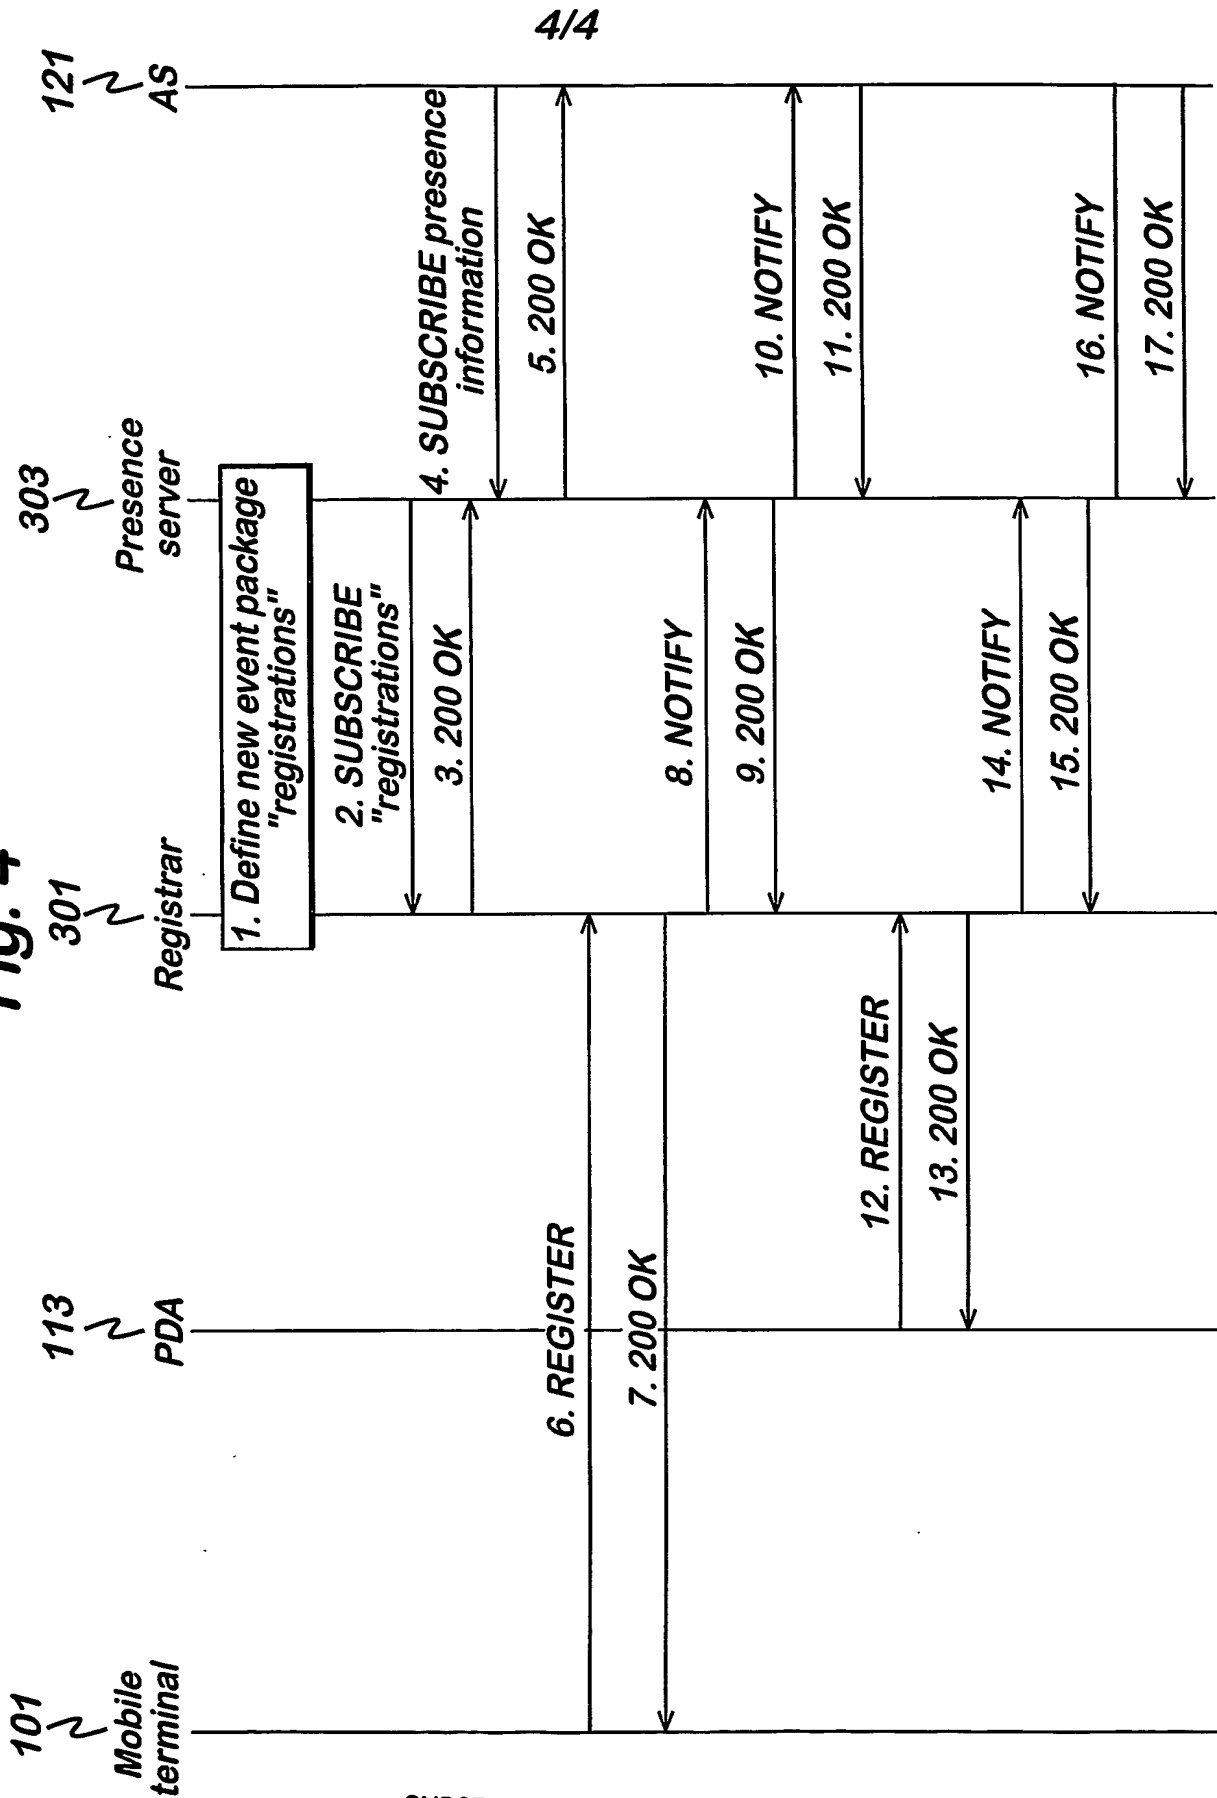 4/4
Fig. 4
101
Mobile
terminal
113
PDA
301
Registrar
303
Presence
server
121
AS
1. Define new event package
"registrations"
2. SUBSCRIBE
"registrations"
3. 200 OK
4. SUBSCRIBE presence
information
5. 200 OK
6. REGISTER
7. 200 OK
8. NOTIFY
9. 200 OK
10. NOTIFY
11. 200 OK
12. REGISTER
13. 200 OK
14. NOTIFY
15. 200 OK
16. NOTIFY
17. 200 OK